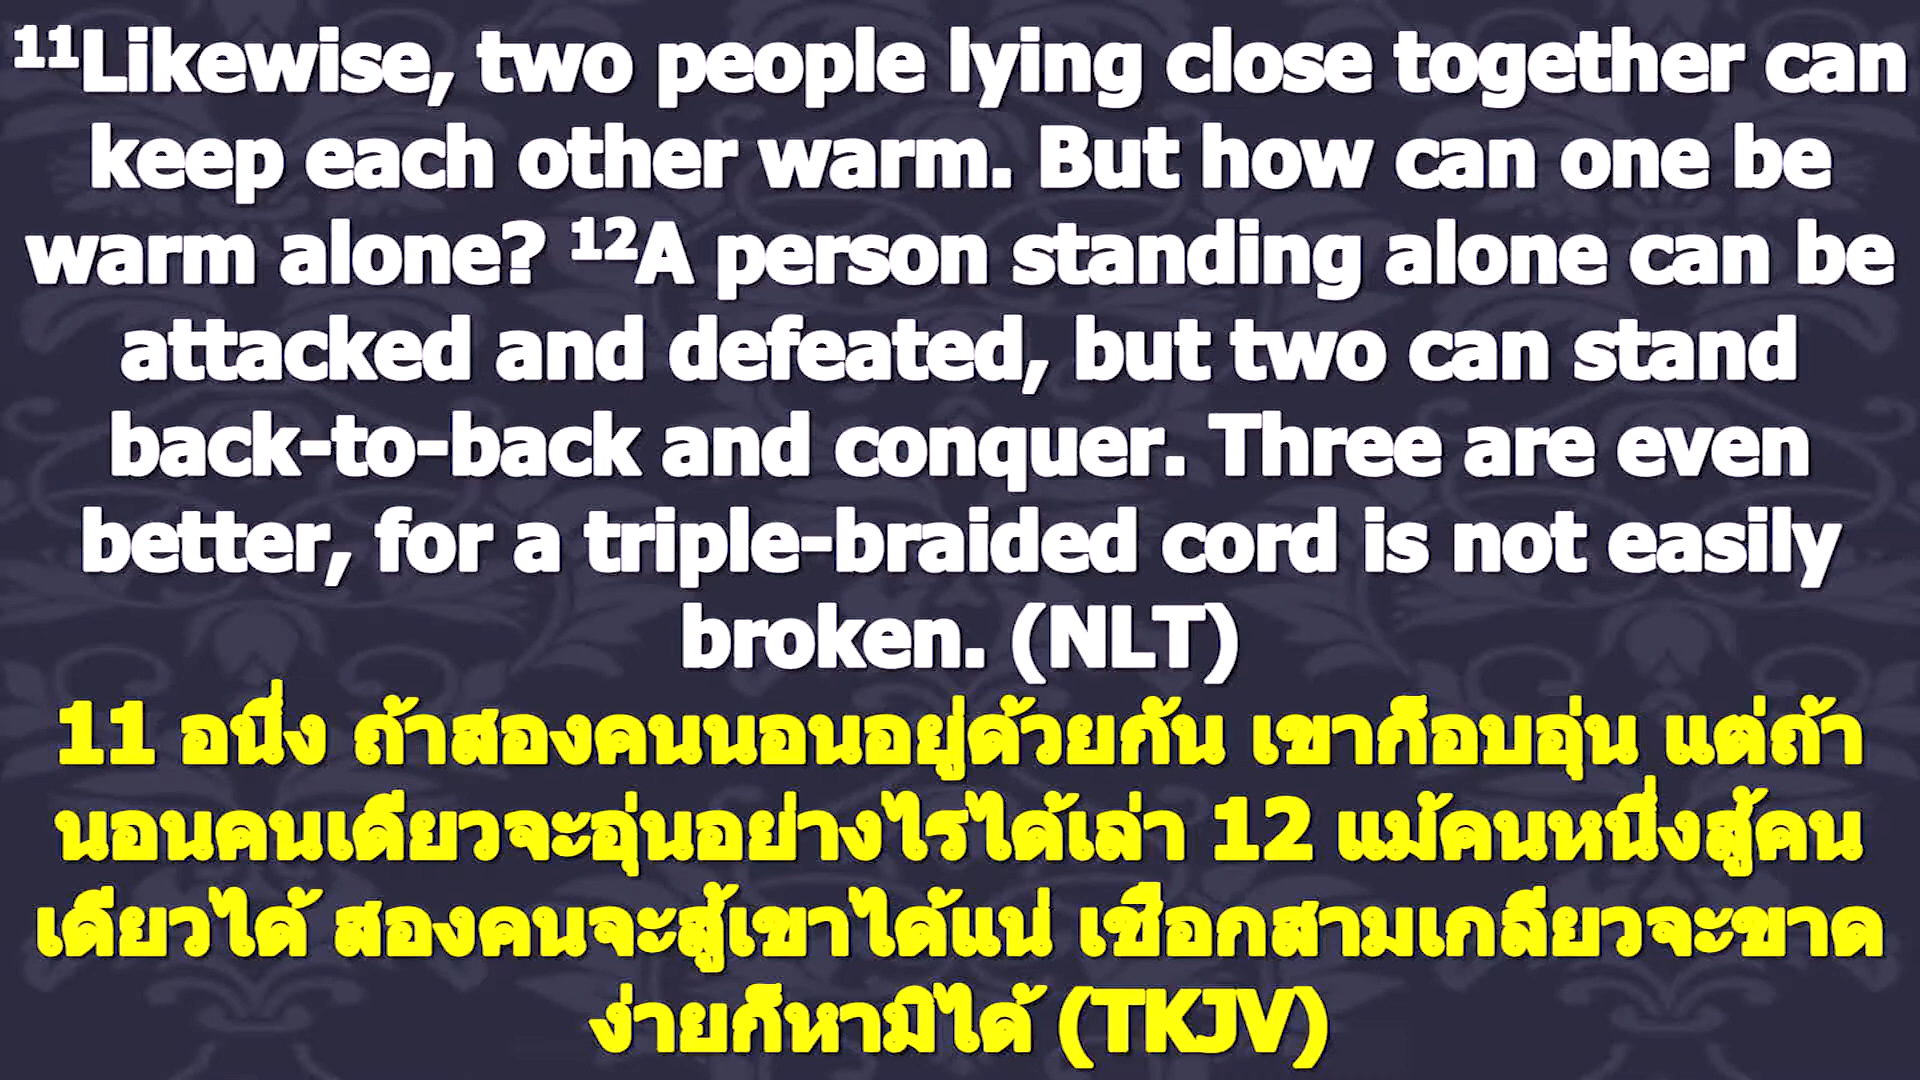 ¹¹Likewise, two people lying close together can
keep each other warm. But how can one be
warm alone? ¹²A person standing alone can be
attacked and defeated, but two can stand
back-to-back and conquer. Three are even
better, for a triple-braided cord is not easily
broken. (NLT)
11 อนึ่ง ถ้าสองคนนอนอยู่ด้วยกัน เขาก็อบอุ่น แต่ถ้า
นอนคนเดียวจะอุ่นอย่างไรได้เล่า 12 แม้คนหนึ่งสู้คน
เดียวได้ สองคนจะสู้เขาได้แน่ เชือกสามเกลียวจะขาด
ง่ายก็หามิได้ (TKJV)